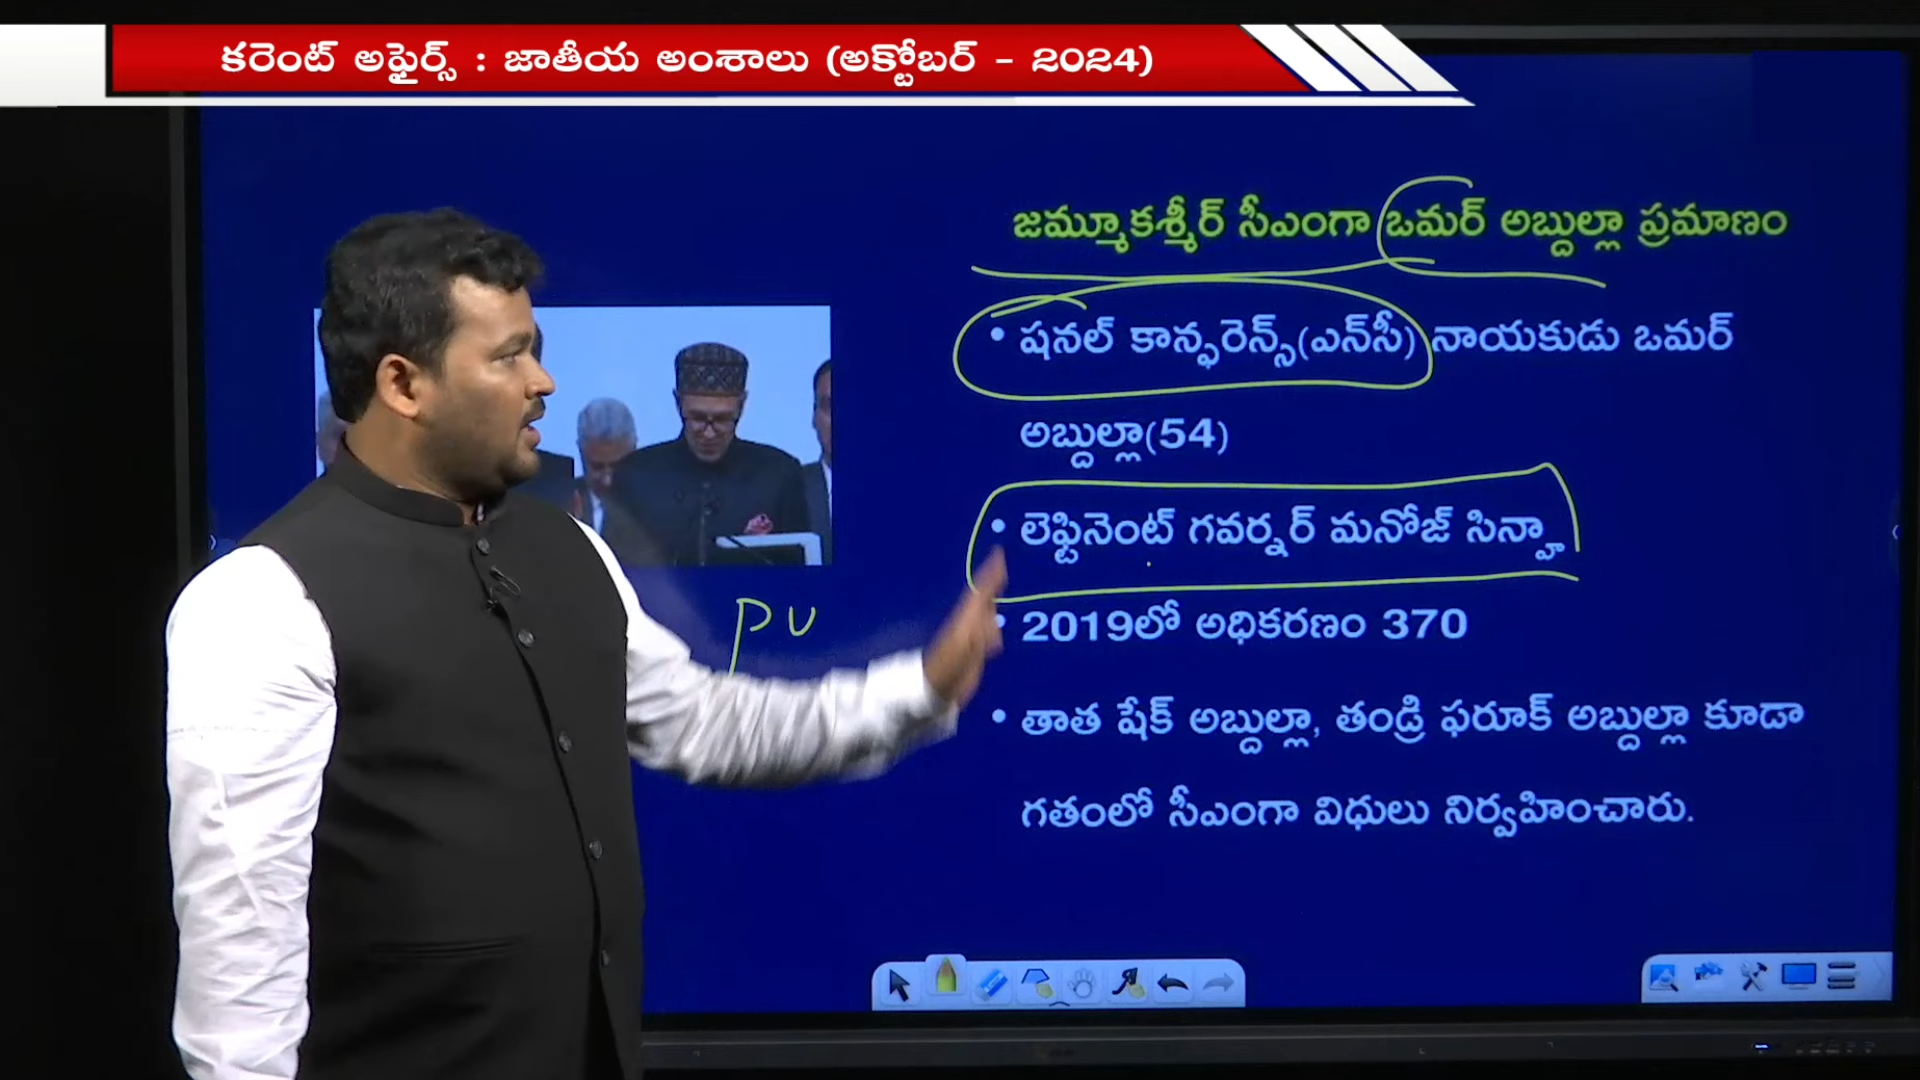 కరెంట్ అఫైర్స్ : జాతీయ అంశాలు (అక్టోబర్ - 2024)
జమ్మూకశ్మీర్ సీఎంగా ఒమర్ అబ్దుల్లా ప్రమాణం
• షనల్ కాన్ఫరెన్స్(ఎన్‌సీ) నాయకుడు ఒమర్
అబ్దుల్లా(54)
• లెఫ్టినెంట్ గవర్నర్ మనోజ్ సిన్హా
• 2019లో అధికరణం 370
• తాత షేక్ అబ్దుల్లా, తండ్రి ఫరూక్ అబ్దుల్లా కూడా
గతంలో సీఎంగా విధులు నిర్వహించారు.
PU